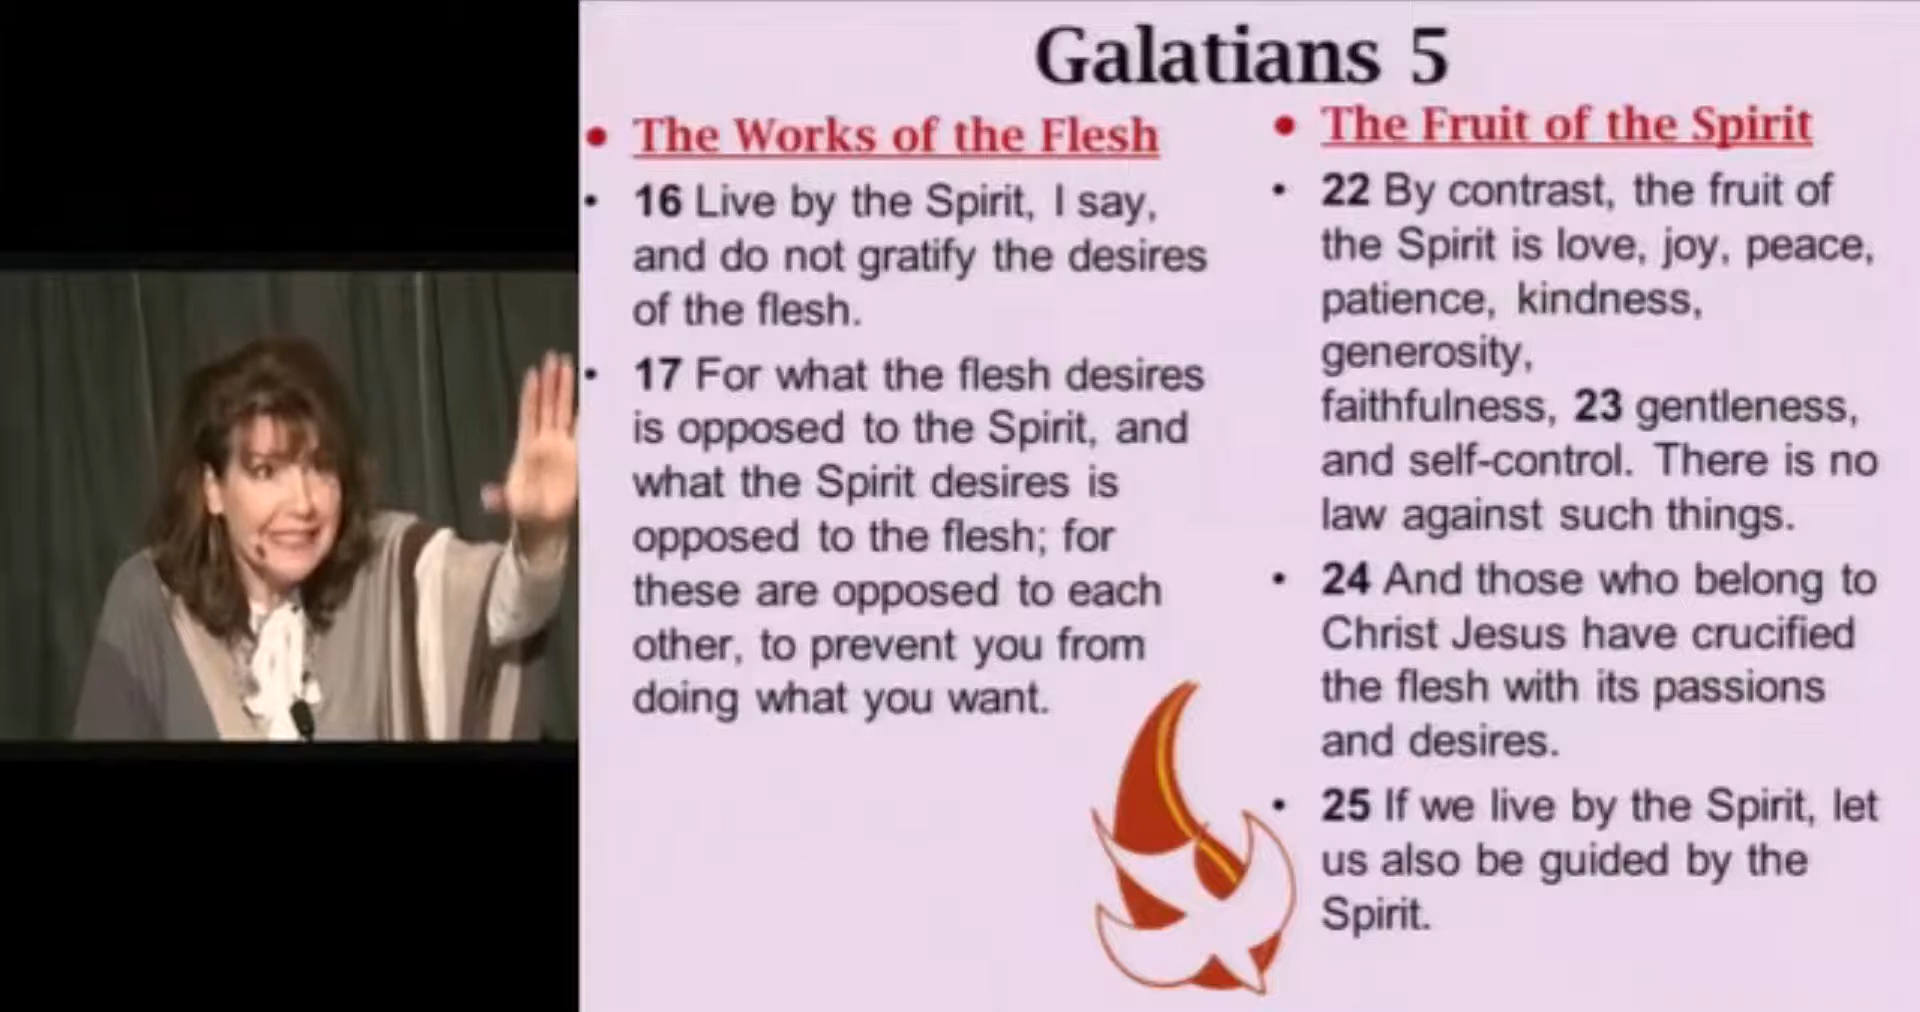 Galatians 5
• The Works of the Flesh
• 16 Live by the Spirit, I say,
and do not gratify the desires
of the flesh.
• 17 For what the flesh desires
is opposed to the Spirit, and
what the Spirit desires is
opposed to the flesh; for
these are opposed to each
other, to prevent you from
doing what you want.
• The Fruit of the Spirit
• 22 By contrast, the fruit of
the Spirit is love, joy, peace,
patience, kindness,
generosity,
faithfulness, 23 gentleness,
and self-control. There is no
law against such things.
• 24 And those who belong to
Christ Jesus have crucified
the flesh with its passions
and desires.
• 25 If we live by the Spirit, let
us also be guided by the
Spirit.